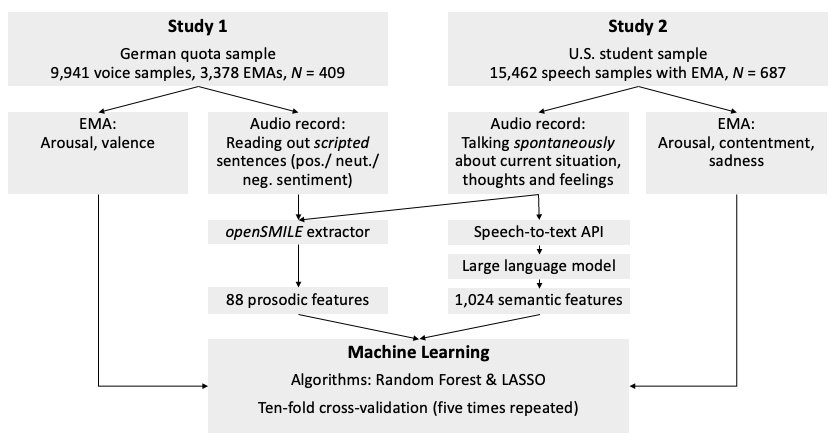 Study 1
German quota sample
9,941 voice samples, 3,378 EMAs, N = 409
Study 2
U.S. student sample
15,462 speech samples with EMA, N = 687
EMA:
Arousal, valence
Audio record:
Reading out scripted
sentences (pos./ neut./
neg. sentiment)
Audio record:
Talking spontaneously
about current situation,
thoughts and feelings
EMA:
Arousal, contentment,
sadness
openSMILE extractor
Speech-to-text API
Large language model
88 prosodic features
1,024 semantic features
Machine Learning
Algorithms: Random Forest & LASSO
Ten-fold cross-validation (five times repeated)